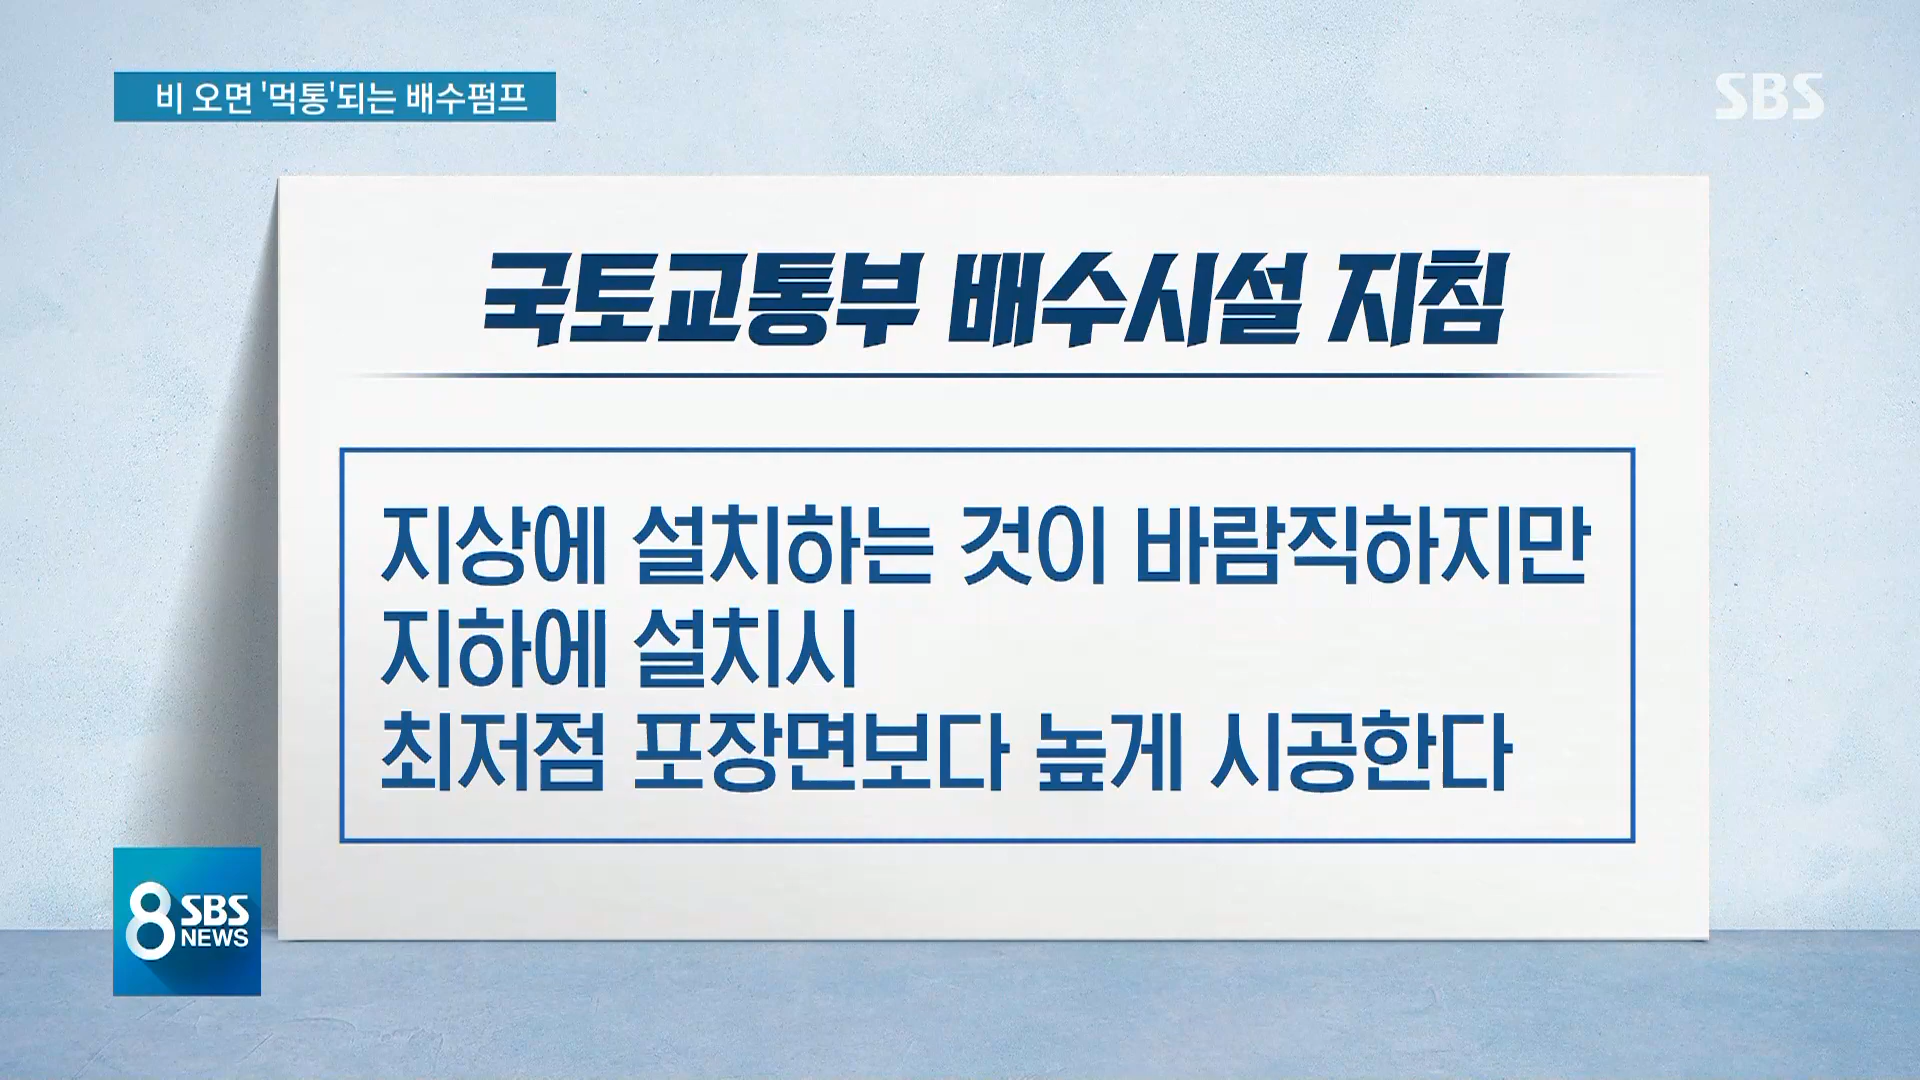 비 오면 '먹통'되는 배수펌프
SBS
국토교통부 배수시설 지침
지상에 설치하는 것이 바람직하지만
지하에 설치시
최저점 포장면보다 높게 시공한다
8 SBS
NEWS